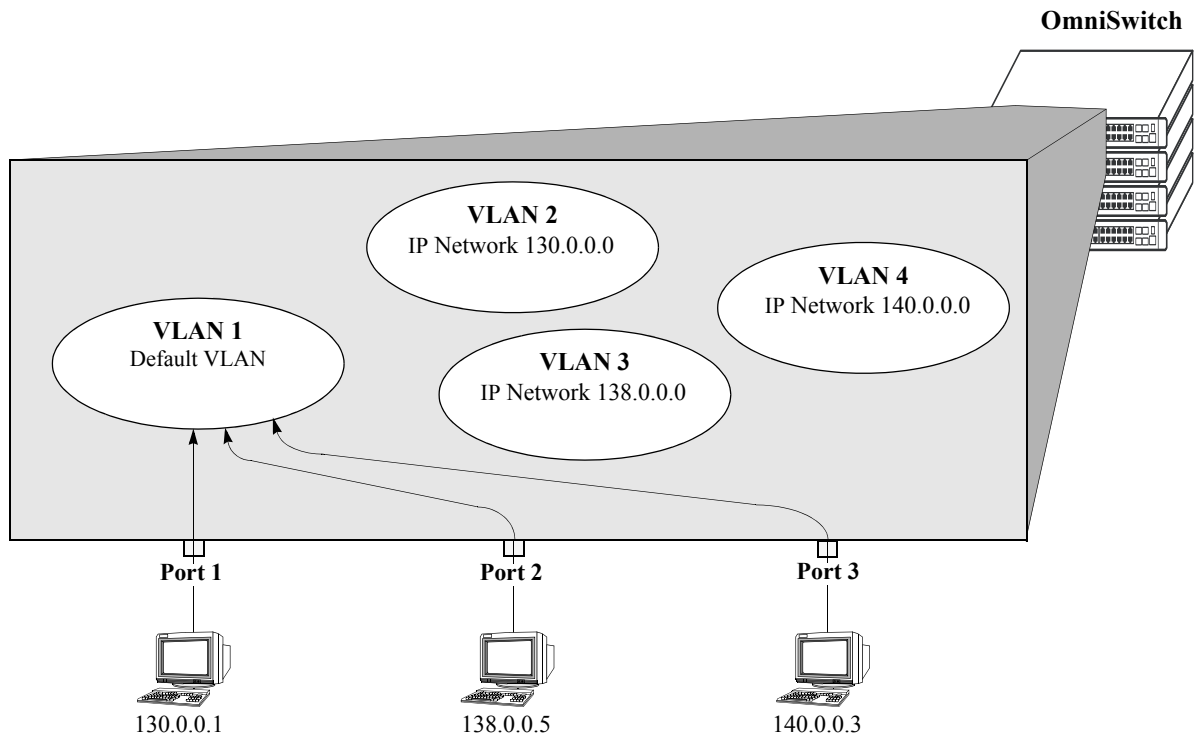 OmniSwitch
VLAN 2
IP Network 130.0.0.0
VLAN 4
IP Network 140.0.0.0
VLAN 1
Default VLAN
VLAN 3
IP Network 138.0.0.0
Port 1
Port 2
Port 3
130.0.0.1
138.0.0.5
140.0.0.3